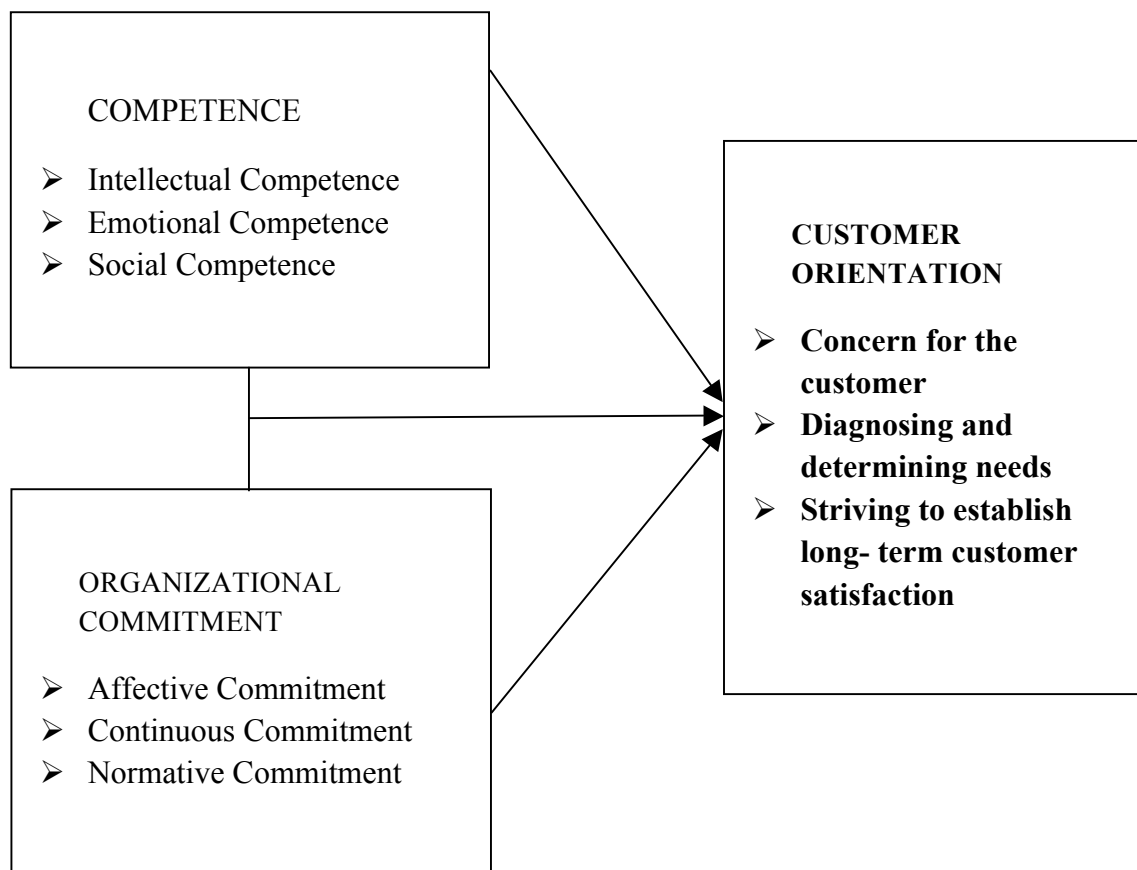 COMPETENCE
➢ Intellectual Competence
➢ Emotional Competence
➢ Social Competence
ORGANIZATIONAL
COMMITMENT
➢ Affective Commitment
➢ Continuous Commitment
➢ Normative Commitment
CUSTOMER
ORIENTATION
➢ Concern for the
customer
➢ Diagnosing and
determining needs
➢ Striving to establish
long- term customer
satisfaction